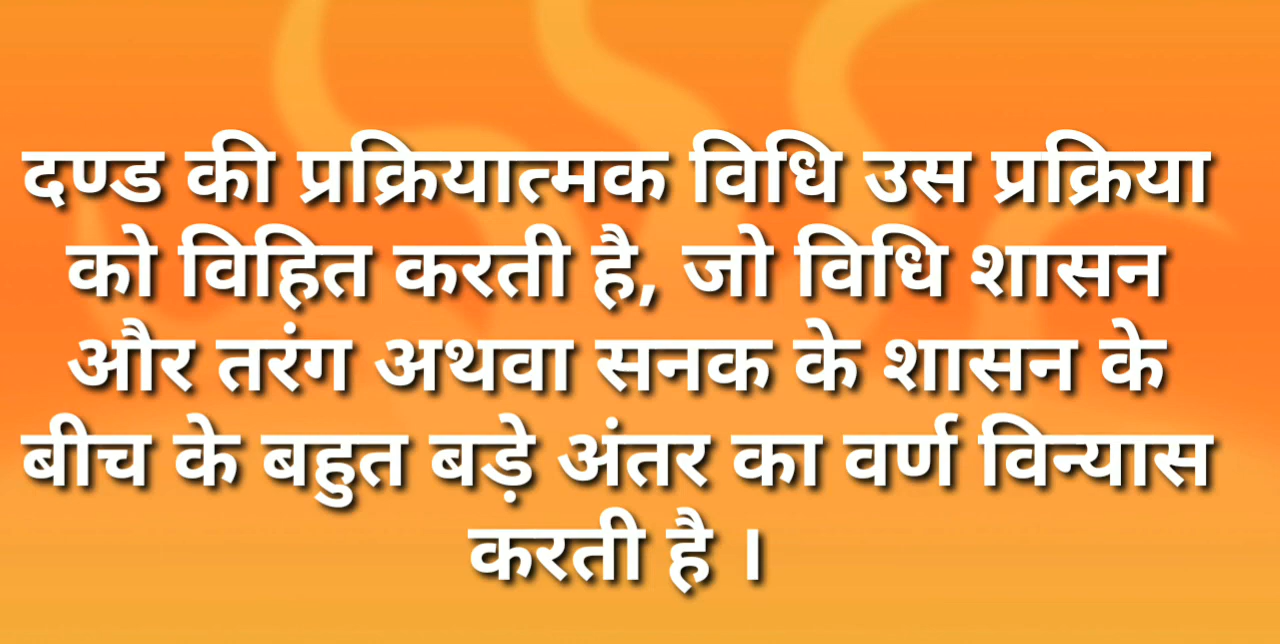 दण्ड की प्रक्रियात्मक विधि उस प्रक्रिया
को विहित करती है, जो विधि शासन
और तरंग अथवा सनक के शासन के
बीच के बहुत बड़े अंतर का वर्ण विन्यास
करती है ।